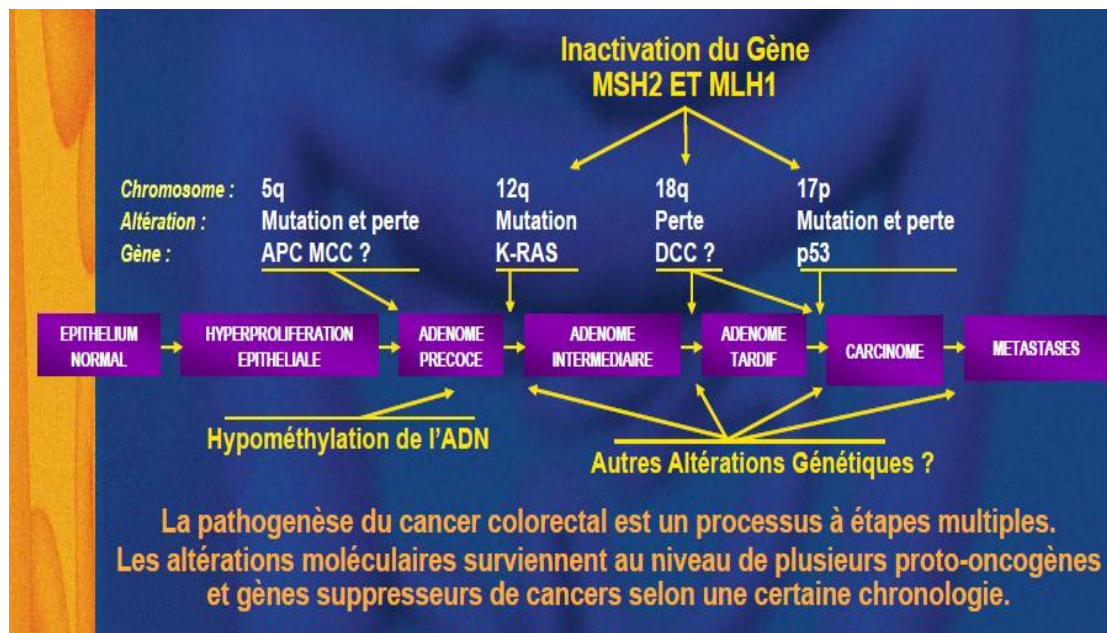 Inactivation du Gène
MSH2 ET MLH1
Chromosome : 5q 12q 18q 17p
Altération : Mutation et perte Mutation Perte Mutation et perte
Gène : APC MCC ? K-RAS DCC ? p53
EPITHELIUM NORMAL
HYPERPROLIFERATION EPITHELIALE
ADENOME PRECOCE
ADENOME INTERMEDIAIRE
ADENOME TARDIF
CARCINOME
METASTASES
Hypométhylation de l'ADN
Autres Altérations Génétiques ?
La pathogenèse du cancer colorectal est un processus à étapes multiples.
Les altérations moléculaires surviennent au niveau de plusieurs proto-oncogènes
et gènes suppresseurs de cancers selon une certaine chronologie.